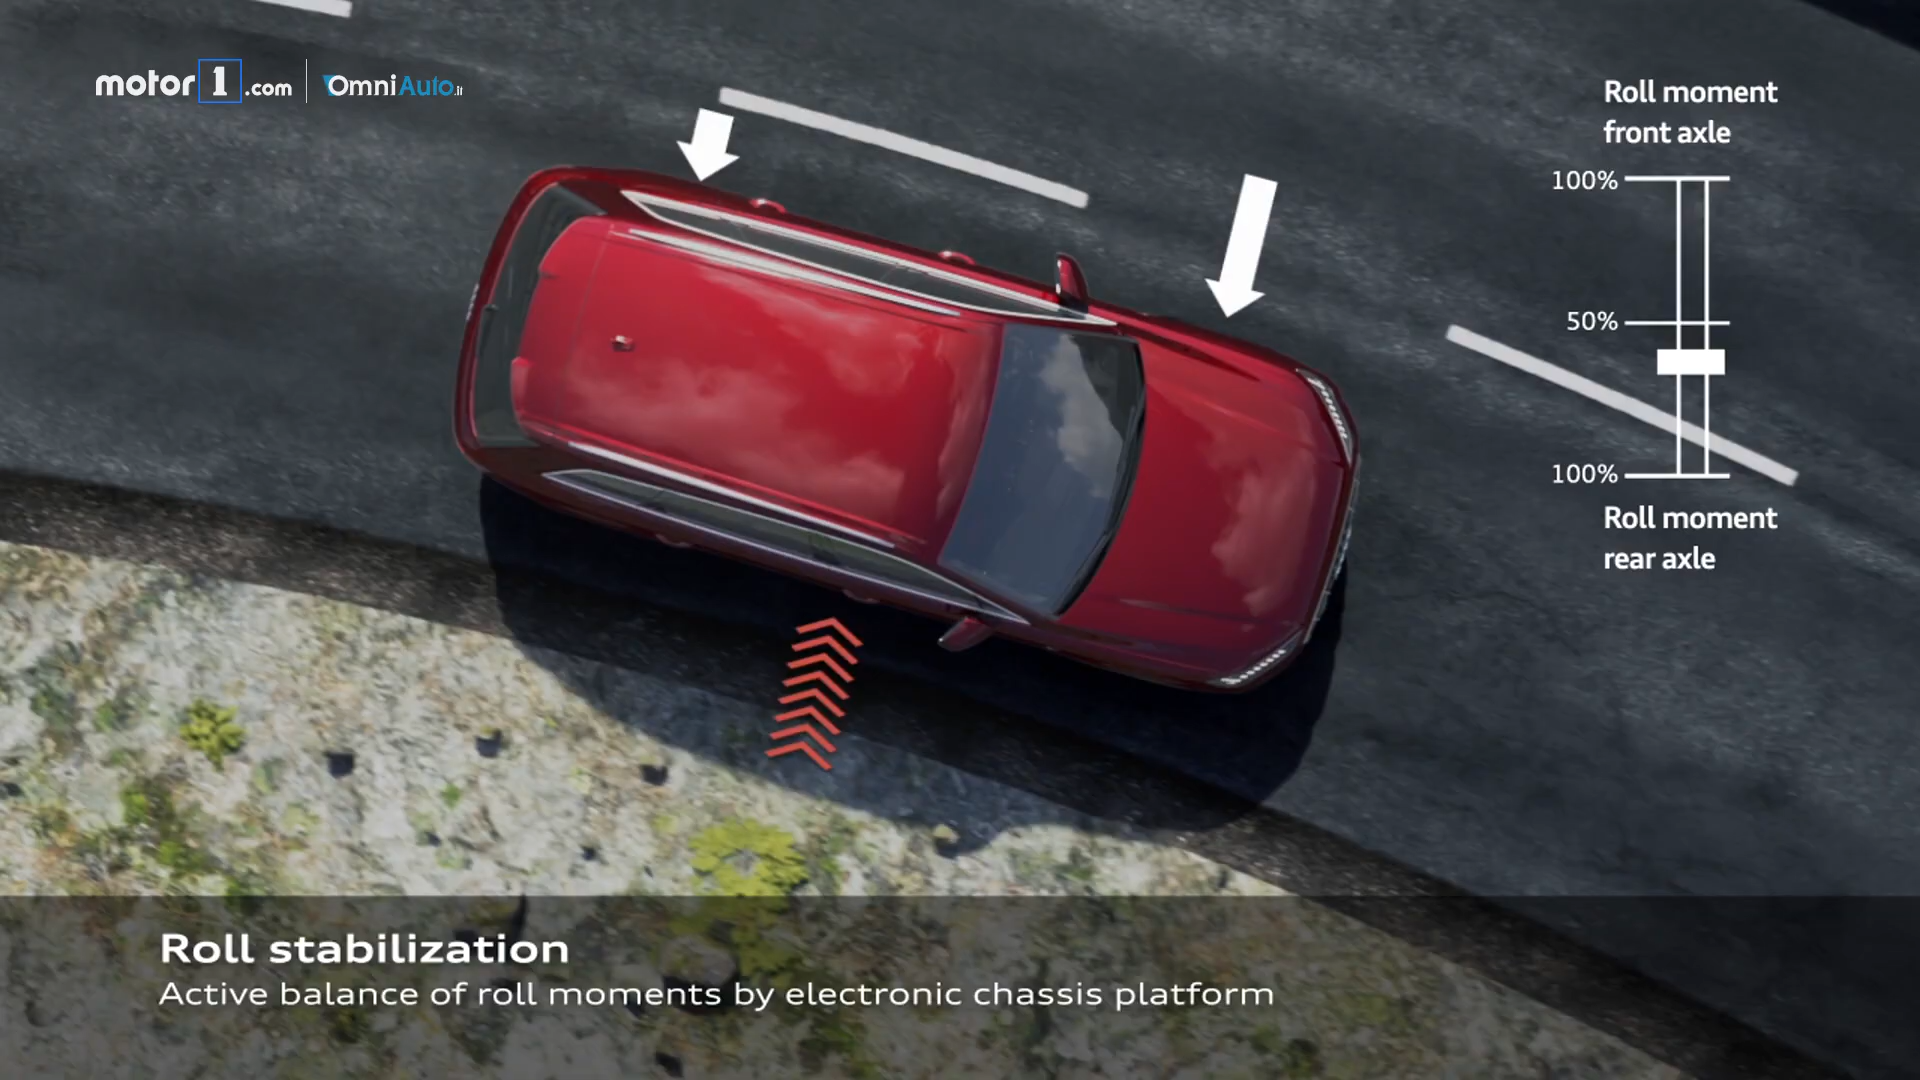 motor1.com | OmniAuto.it
Roll moment
front axle
100%
50%
100%
Roll moment
rear axle
Roll stabilization
Active balance of roll moments by electronic chassis platform